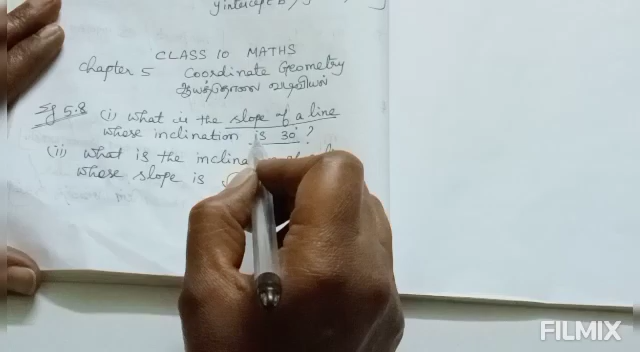 y intercept b,
CLASS 10 MATHS
Chapter 5 Coordinate Geometry
ஆயத்தொலை வடிவியல்
Eg 5.8 (i) What is the slope of a line
whose inclination is 30° ?
(ii) What is the
whose slope is
FILMIX